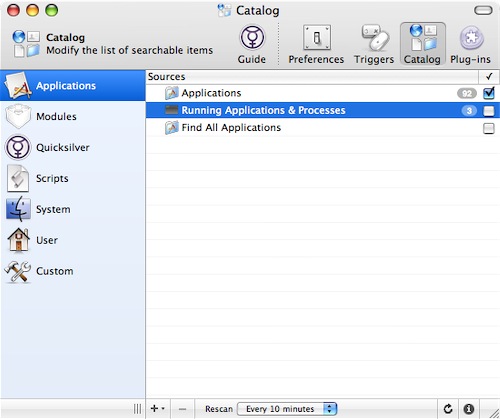 Catalog
Catalog
Modify the list of searchable items
Guide
Preferences
Triggers
Catalog
Plug-ins
Applications
Modules
Quicksilver
Scripts
System
User
Custom
Sources ✓
Applications 92
Running Applications & Processes 3
Find All Applications
Rescan Every 10 minutes